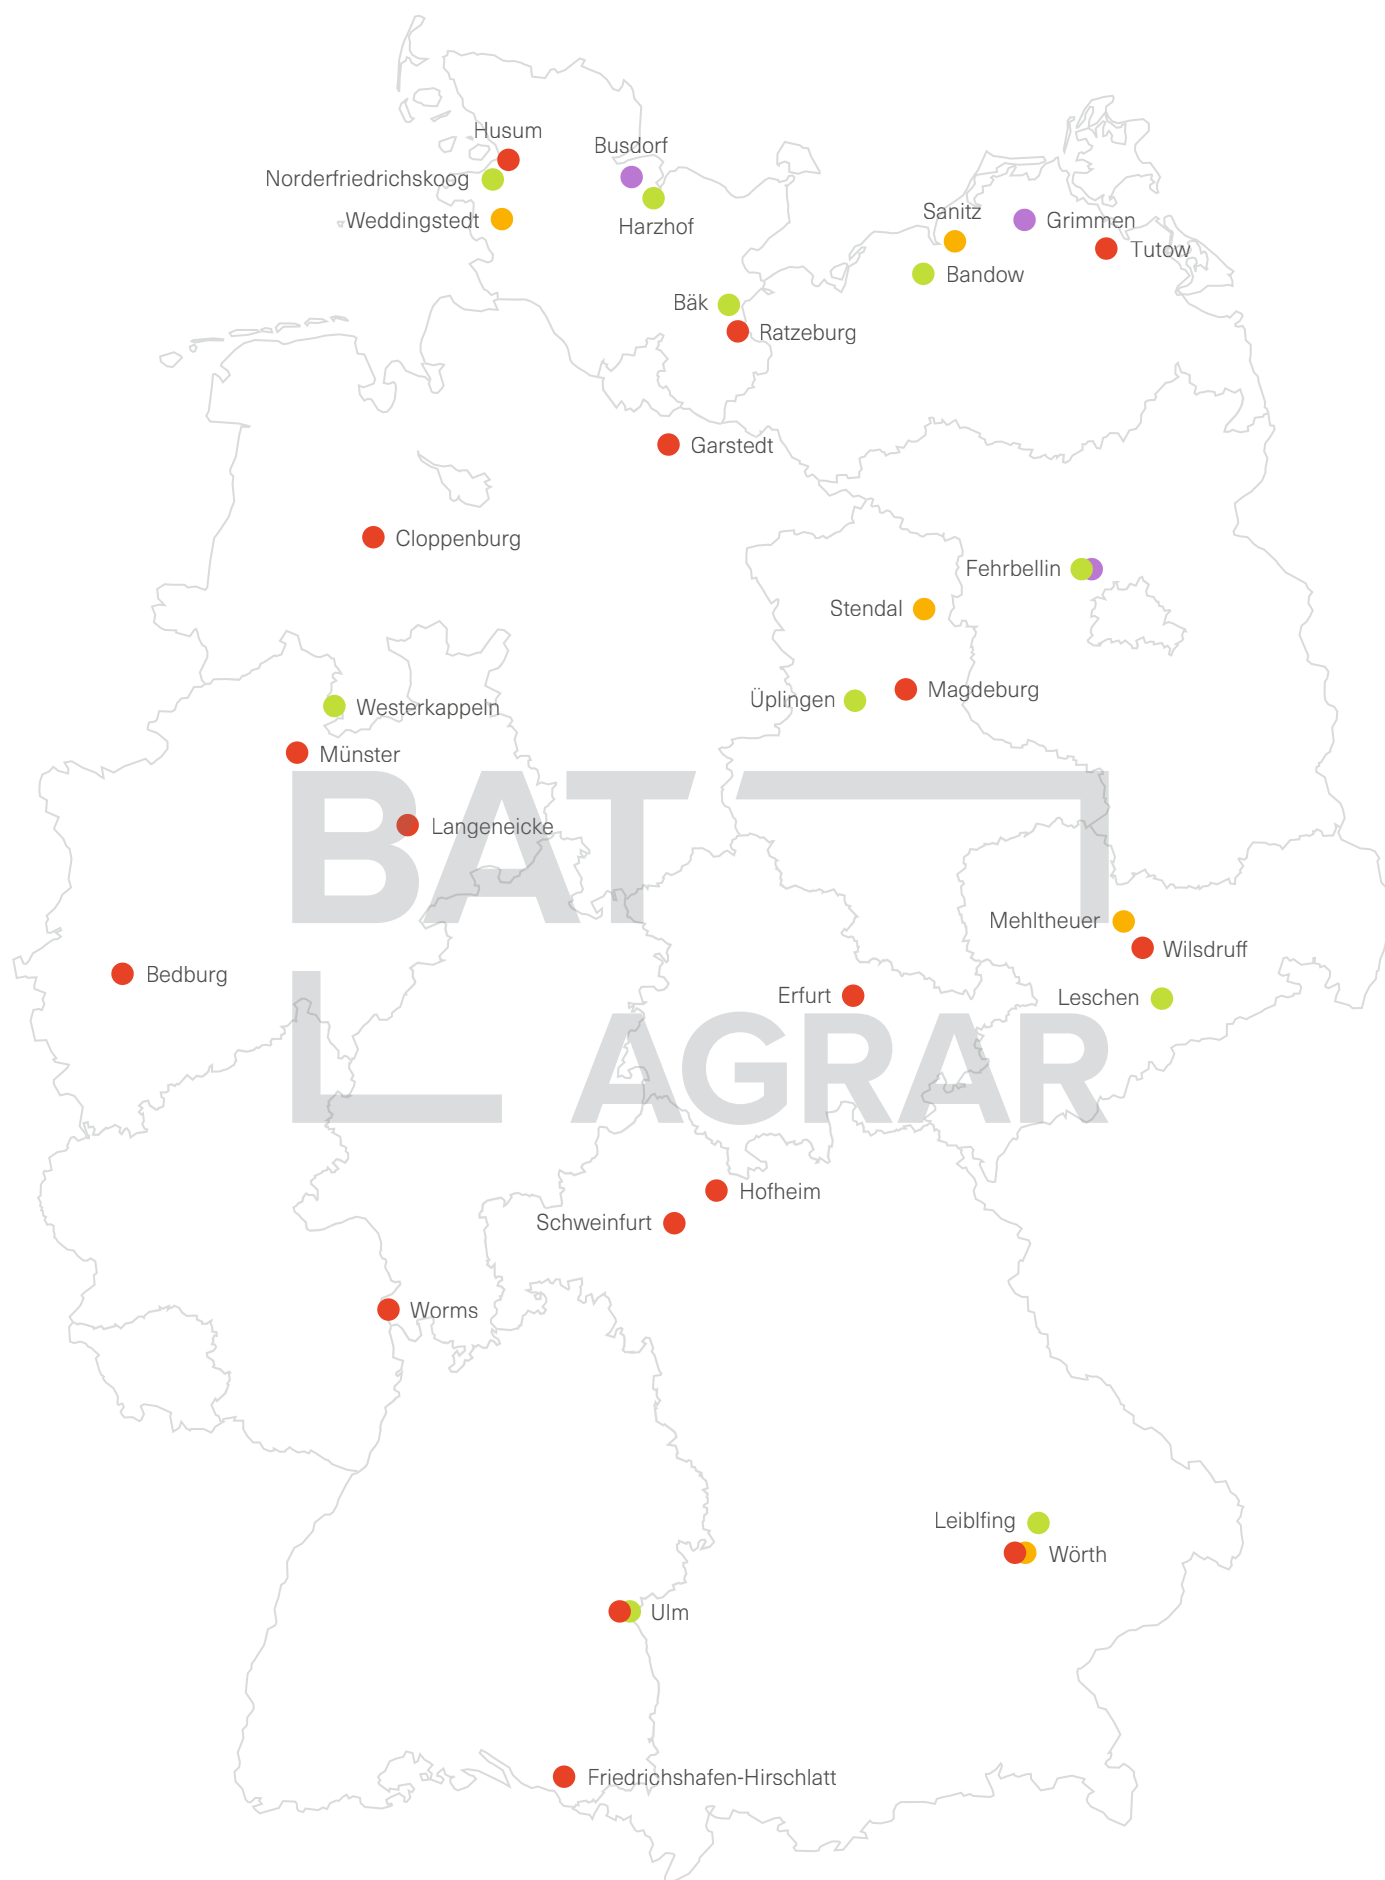 Husum
Busdorf
Norderfriedrichskoog
Weddingstedt
Harzhof
Sanitz
Grimmen
Tutow
Bandow
Bäk
Ratzeburg
Garstedt
Cloppenburg
Fehrbellin
Stendal
Magdeburg
Üplingen
Westerkappeln
Münster
BAT
Langeneicke
Mehltheuer
Wilsdruff
Bedburg
Erfurt
Leschen
AGRAR
Hofheim
Schweinfurt
Worms
Leiblfing
Wörth
Ulm
Friedrichshafen-Hirschlatt